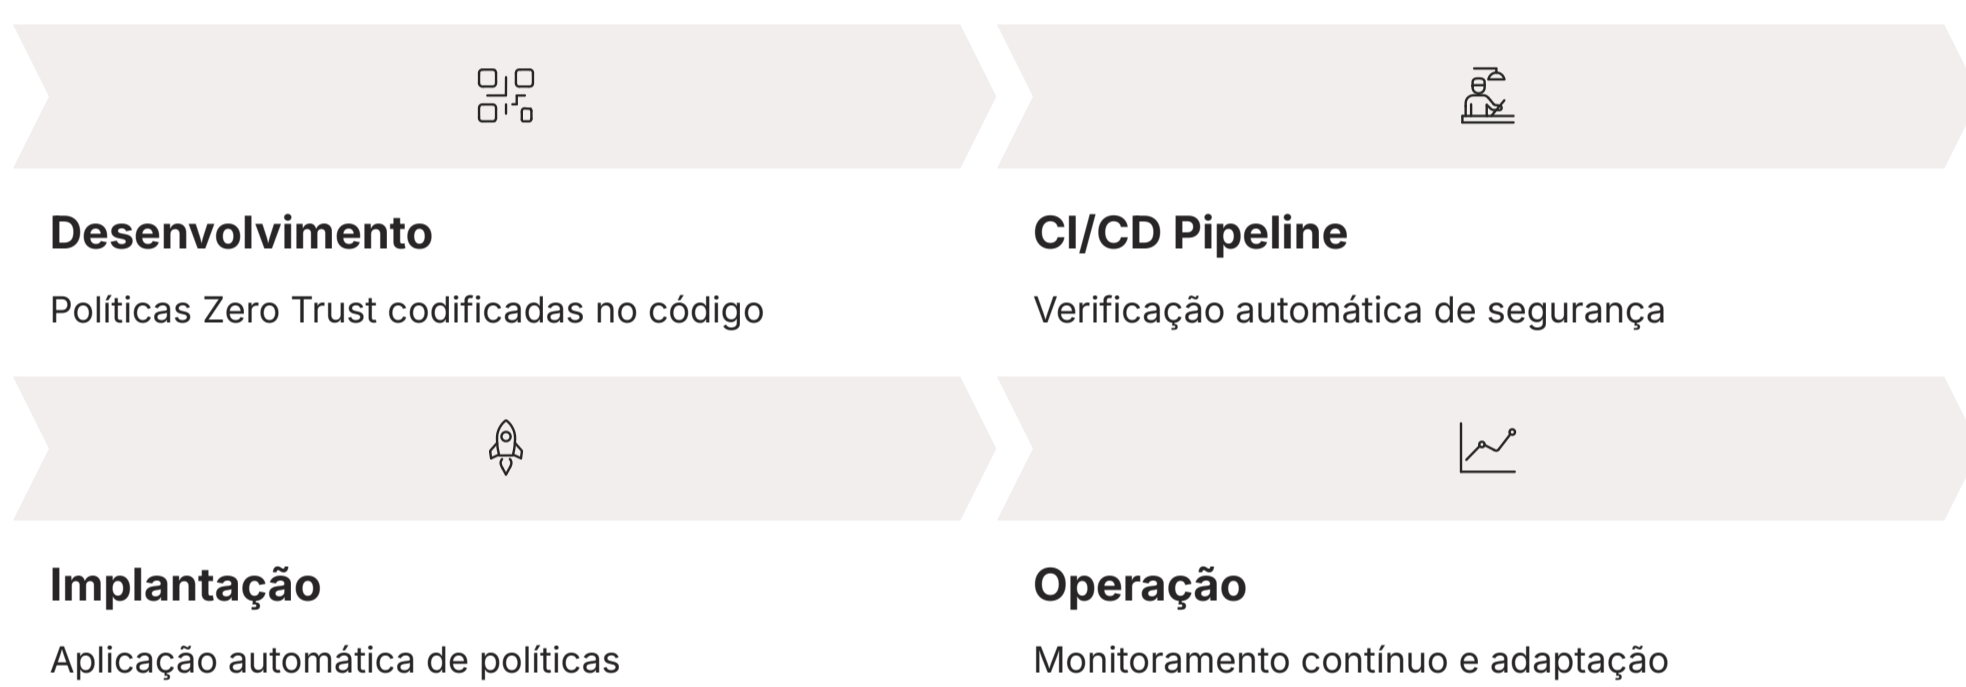 Desenvolvimento
Políticas Zero Trust codificadas no código
CI/CD Pipeline
Verificação automática de segurança
Implantação
Aplicação automática de políticas
Operação
Monitoramento contínuo e adaptação